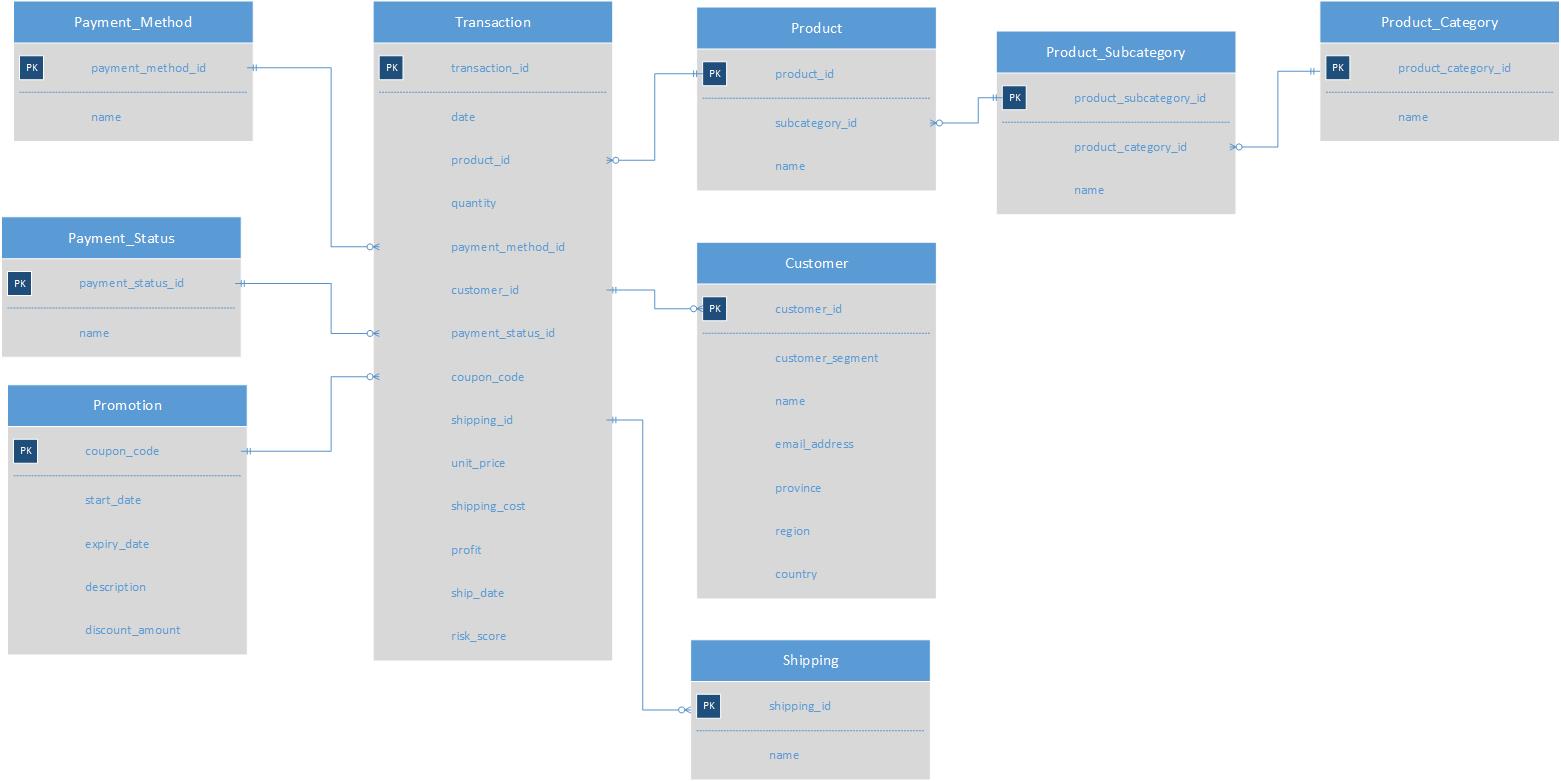 Payment_Method
PK payment_method_id
name
Payment_Status
PK payment_status_id
name
Promotion
PK coupon_code
start_date
expiry_date
description
discount_amount
Transaction
PK transaction_id
date
product_id
quantity
payment_method_id
customer_id
payment_status_id
coupon_code
shipping_id
unit_price
shipping_cost
profit
ship_date
risk_score
Product
PK product_id
subcategory_id
name
Customer
PK customer_id
customer_segment
name
email_address
province
region
country
Shipping
PK shipping_id
name
Product_Subcategory
PK product_subcategory_id
product_category_id
name
Product_Category
PK product_category_id
name